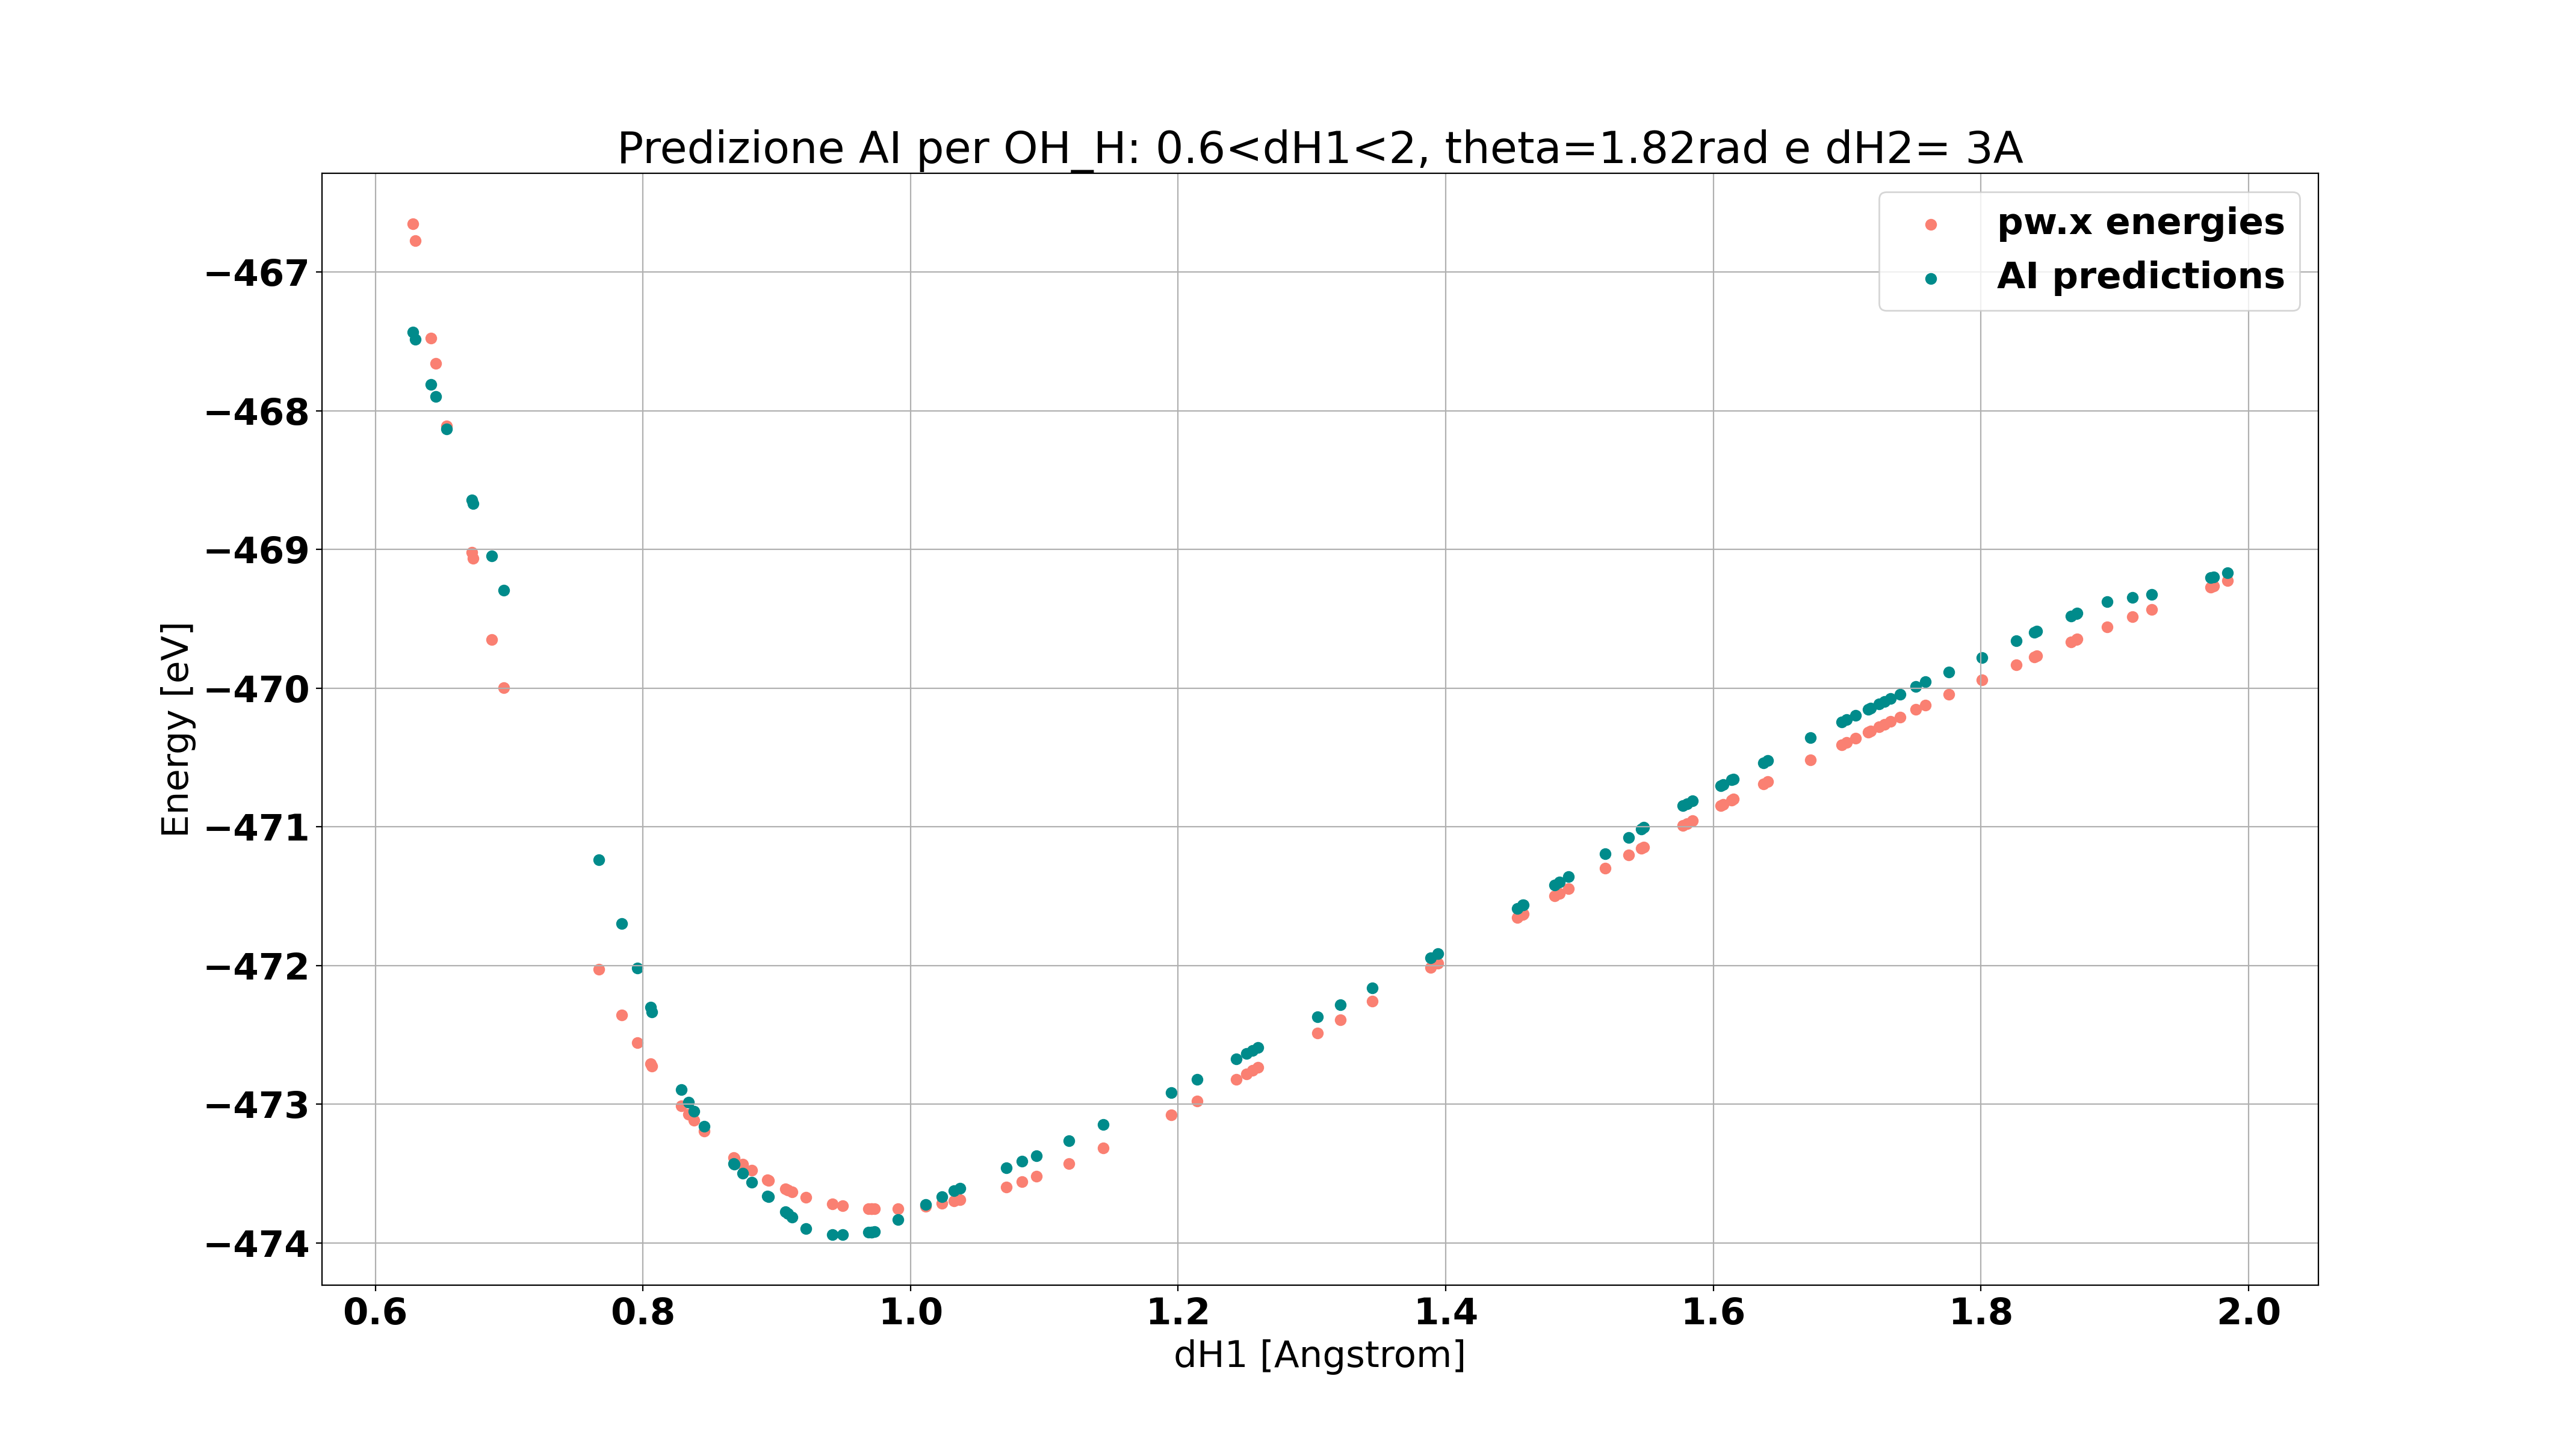 Predizione AI per OH_H: 0.6<dH1<2, theta=1.82rad e dH2= 3A
pw.x energies
AI predictions
−467
−468
−469
−470
−471
−472
−473
−474
Energy [eV]
0.6 0.8 1.0 1.2 1.4 1.6 1.8 2.0
dH1 [Angstrom]